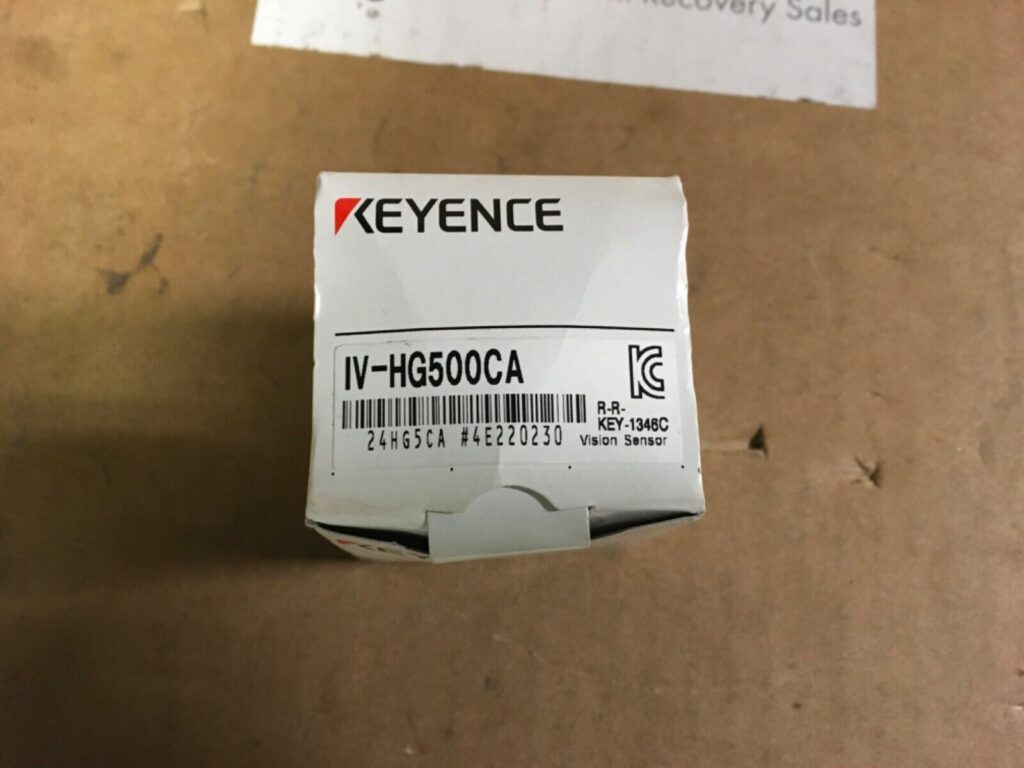 Recovery Sales
KEYENCE
IV-HG500CA
R-R-
KEY-1346C
24HG5CA #4E220230
Vision Sensor